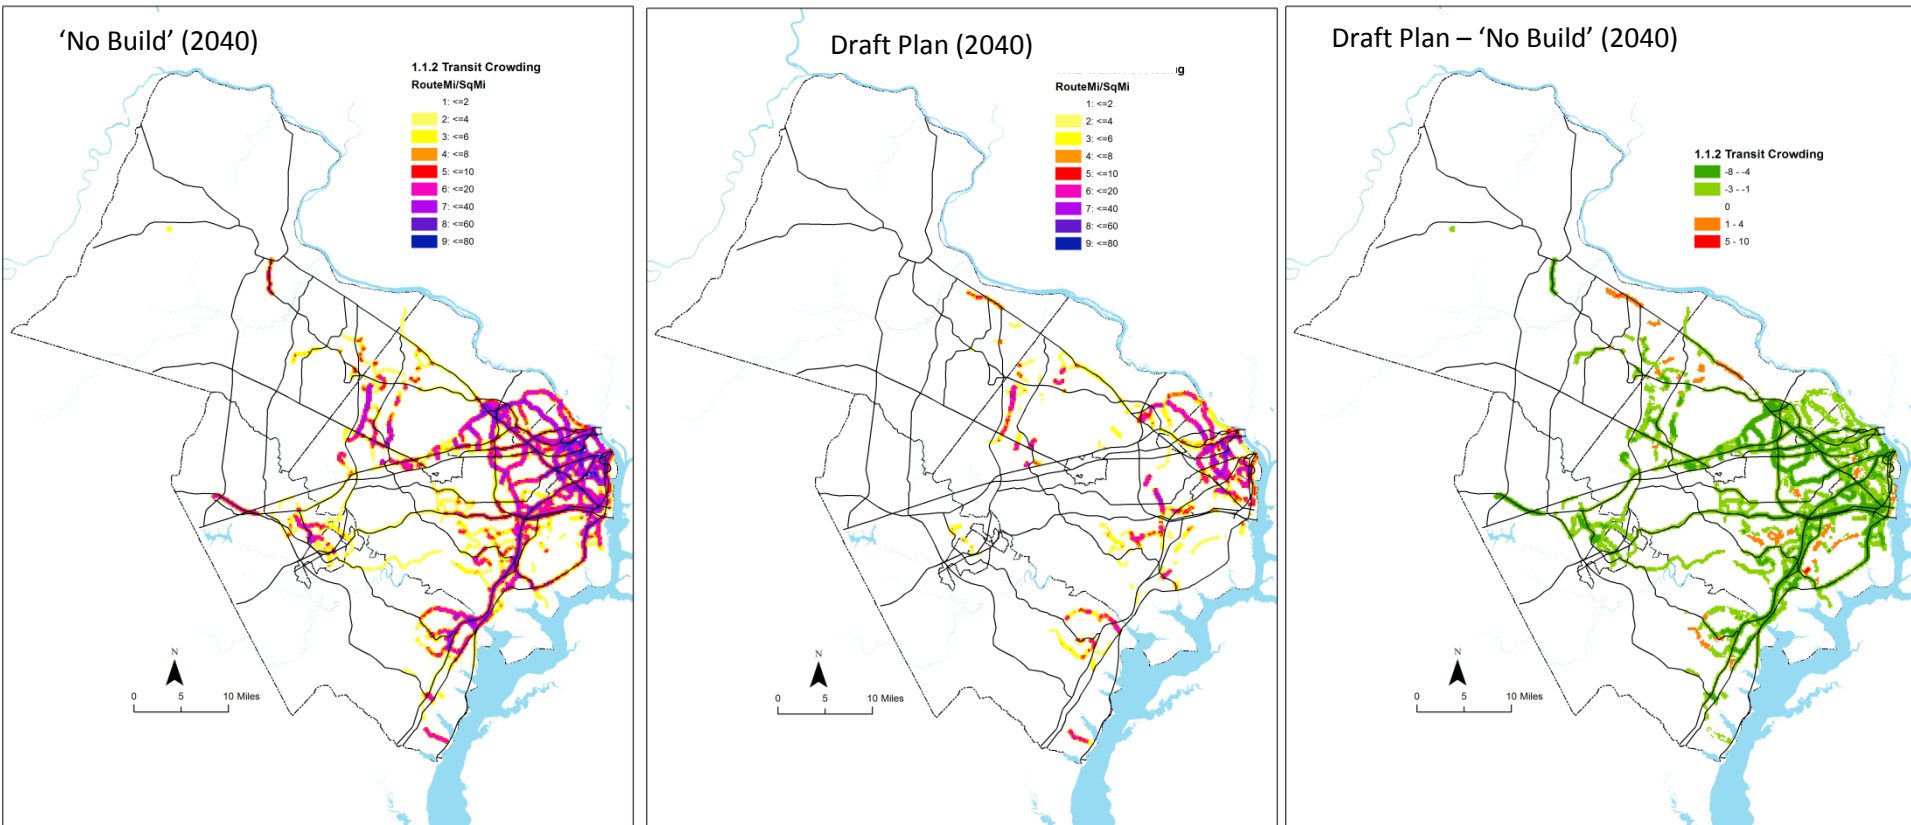 ‘No Build’ (2040)
1.1.2 Transit Crowding
RouteMi/SqMi
1: <=2
2: <=4
3: <=6
4: <=8
5: <=10
6: <=20
7: <=40
8: <=60
9: <=80
N
0 5 10 Miles
Draft Plan (2040)
g
RouteMi/SqMi
1: <=2
2: <=4
3: <=6
4: <=8
5: <=10
6: <=20
7: <=40
8: <=60
9: <=80
N
0 5 10 Miles
Draft Plan – ‘No Build’ (2040)
1.1.2 Transit Crowding
-8 - -4
-3 - -1
0
1 - 4
5 - 10
N
0 5 10 Miles